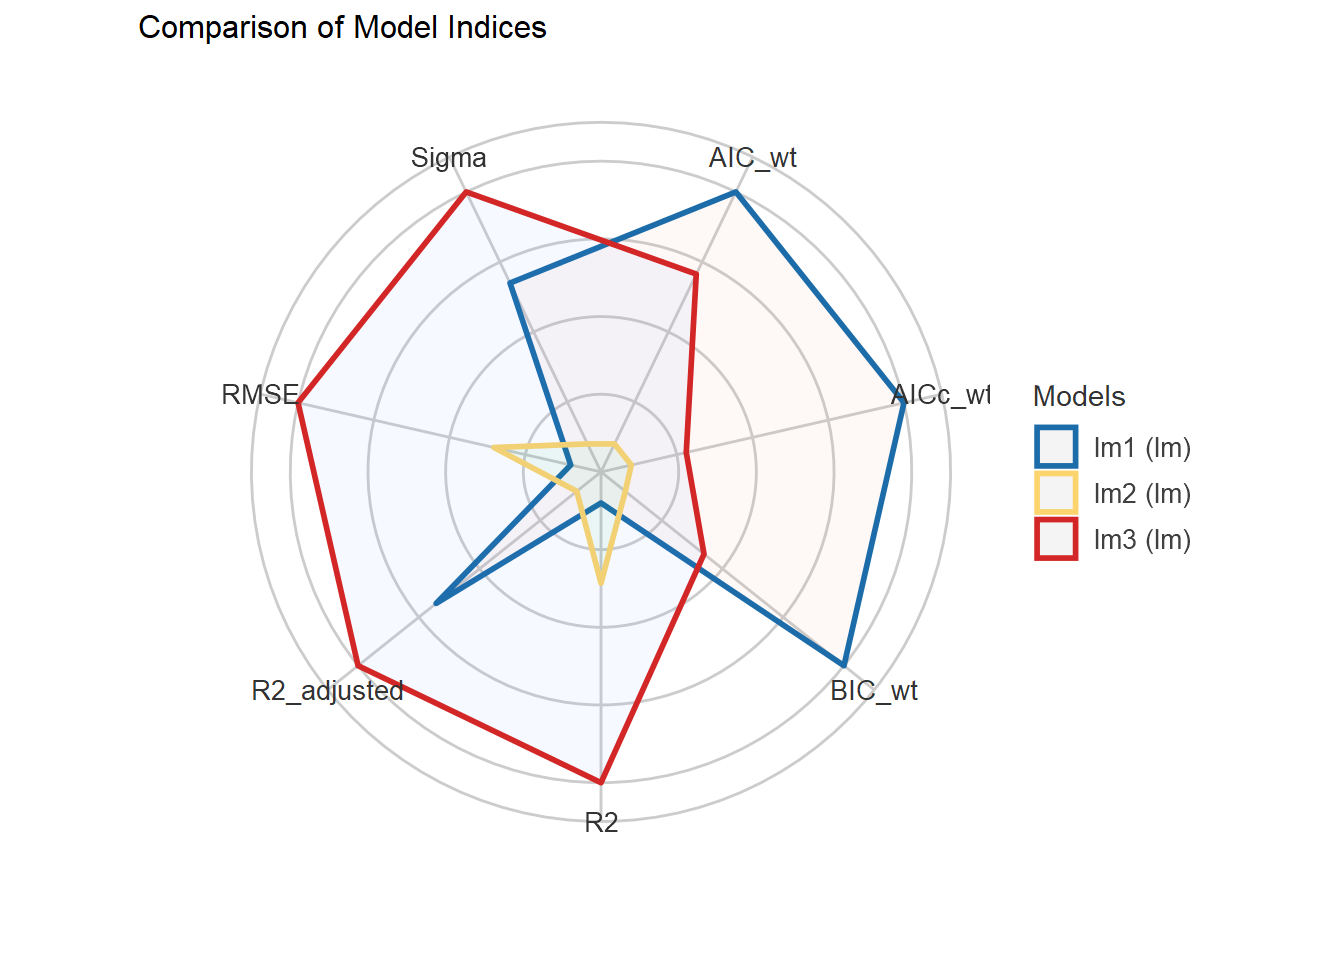 Comparison of Model Indices
Sigma
AIC_wt
RMSE
AICc_wt
Models
lm1 (lm)
lm2 (lm)
lm3 (lm)
R2_adjusted
BIC_wt
R2